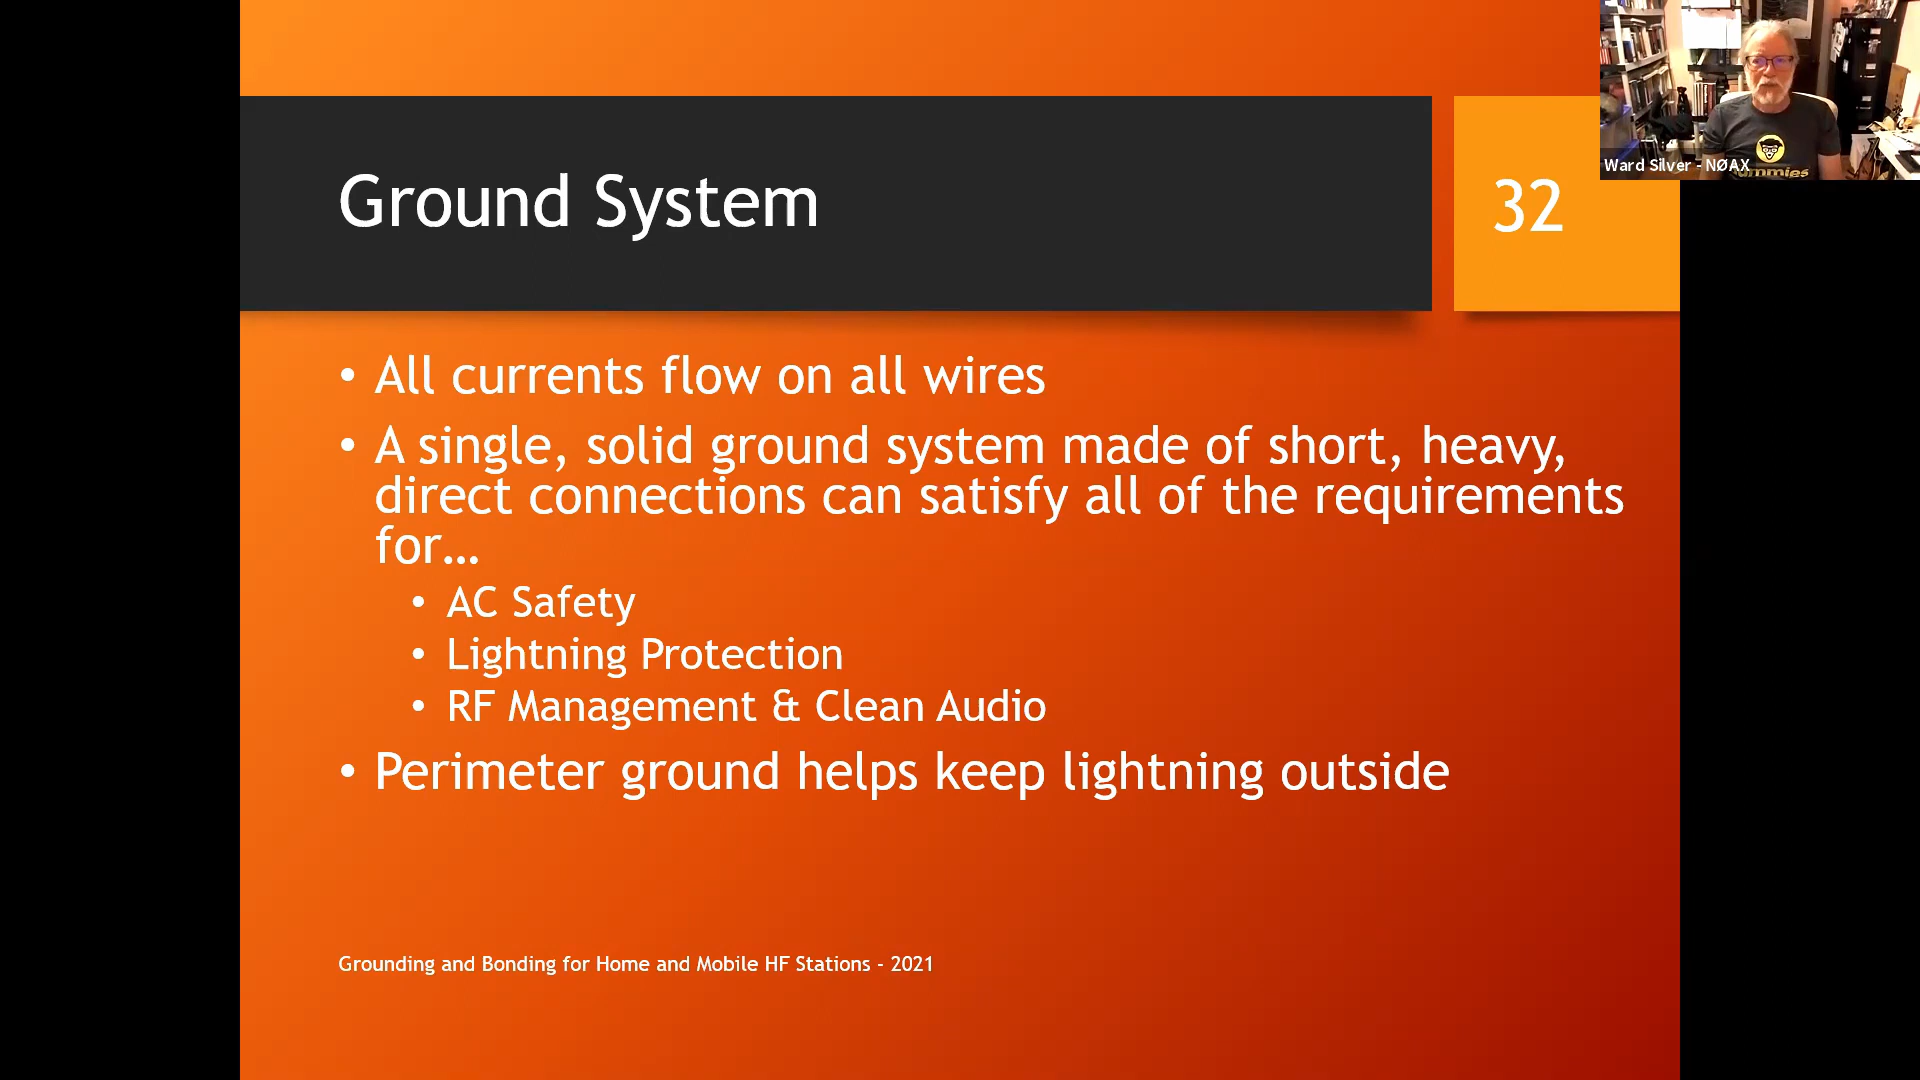 Ground System
32
Ward Silver - NØAX
• All currents flow on all wires
• A single, solid ground system made of short, heavy,
direct connections can satisfy all of the requirements
for...
• AC Safety
• Lightning Protection
• RF Management & Clean Audio
• Perimeter ground helps keep lightning outside
Grounding and Bonding for Home and Mobile HF Stations - 2021